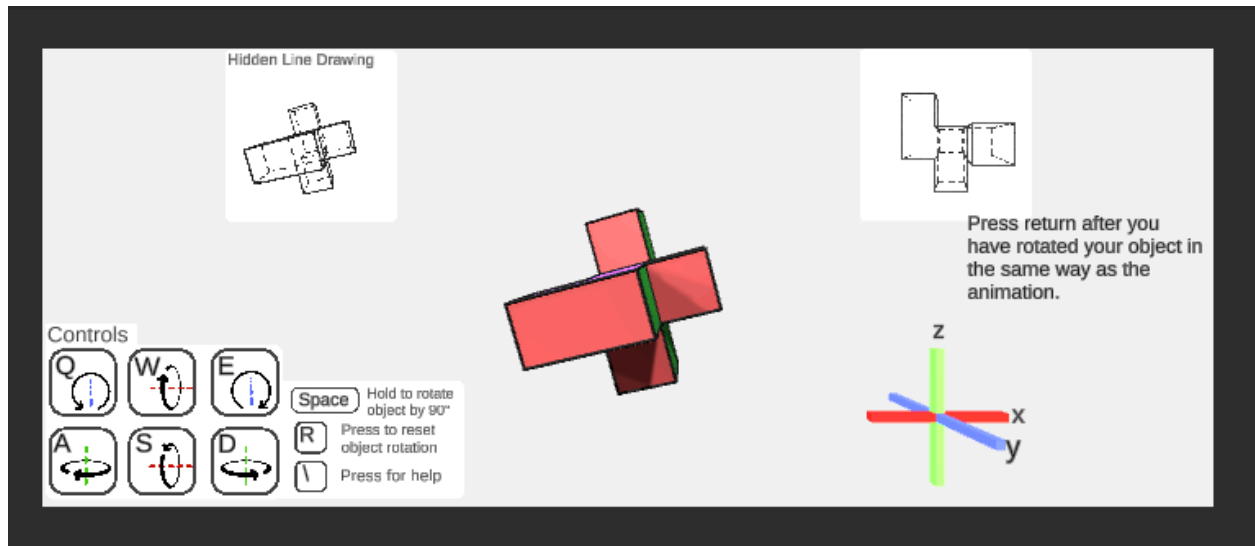 Hidden Line Drawing
Press return after you
have rotated your object in
the same way as the
animation.
Controls
Q
W
E
A
S
D
Space
Hold to rotate
object by 90°
R
Press to reset
object rotation
\
Press for help
z
x
y